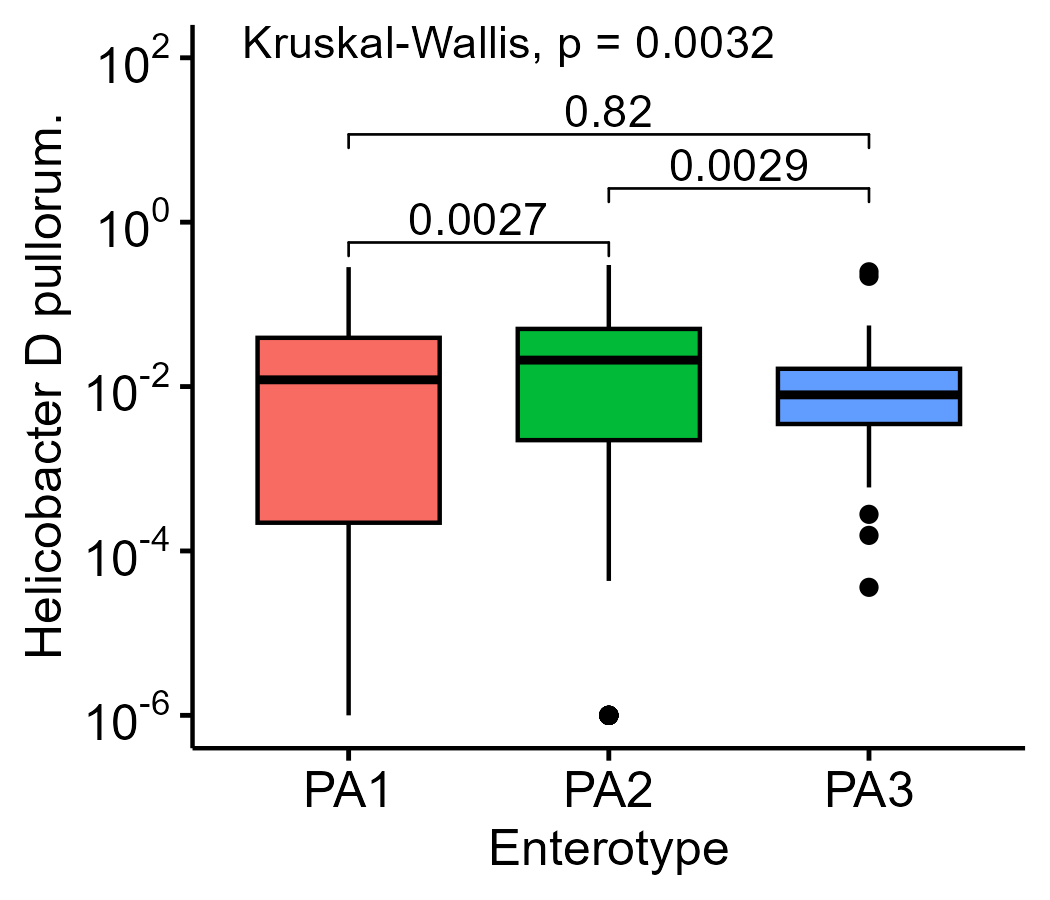 Kruskal-Wallis, p = 0.0032
0.82
0.0029
0.0027
Helicobacter D pullorum.
10^2
10^0
10^-2
10^-4
10^-6
PA1 PA2 PA3
Enterotype